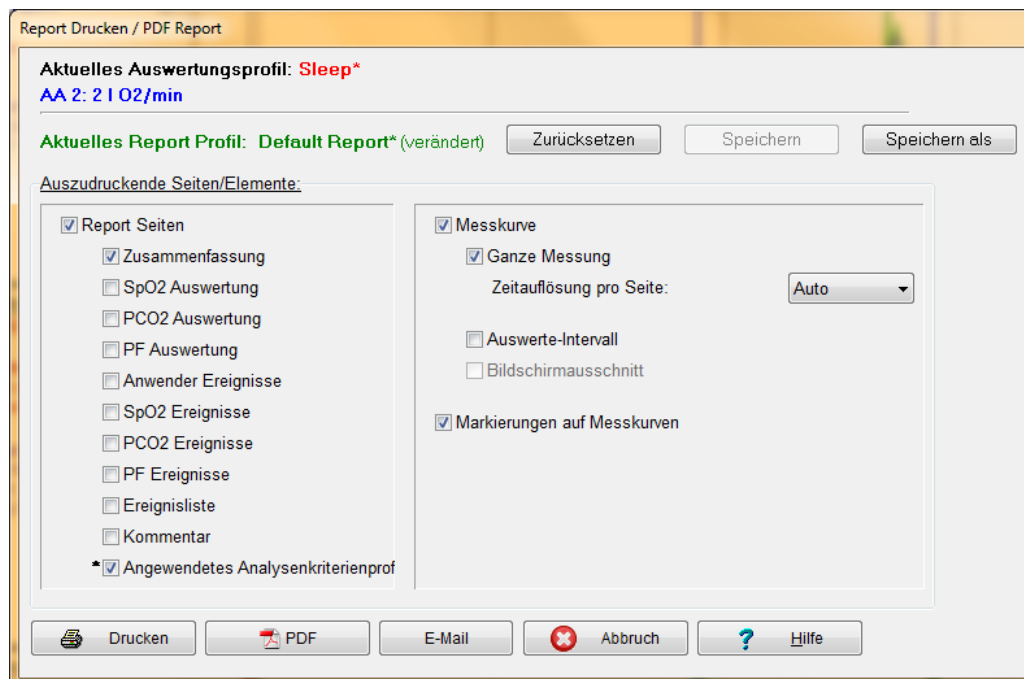 Report Drucken / PDF Report
Aktuelles Auswertungsprofil: Sleep*
AA 2: 2 l O2/min
Aktuelles Report Profil: Default Report* (verändert)
Zurücksetzen
Speichern
Speichern als
Auszudruckende Seiten/Elemente:
Report Seiten
Zusammenfassung
SpO2 Auswertung
PCO2 Auswertung
PF Auswertung
Anwender Ereignisse
SpO2 Ereignisse
PCO2 Ereignisse
PF Ereignisse
Ereignisliste
Kommentar
* Angewendetes Analysenkriterienprof
Messkurve
Ganze Messung
Zeitauflösung pro Seite: Auto
Auswerte-Intervall
Bildschirmausschnitt
Markierungen auf Messkurven
Drucken
PDF
E-Mail
Abbruch
? Hilfe